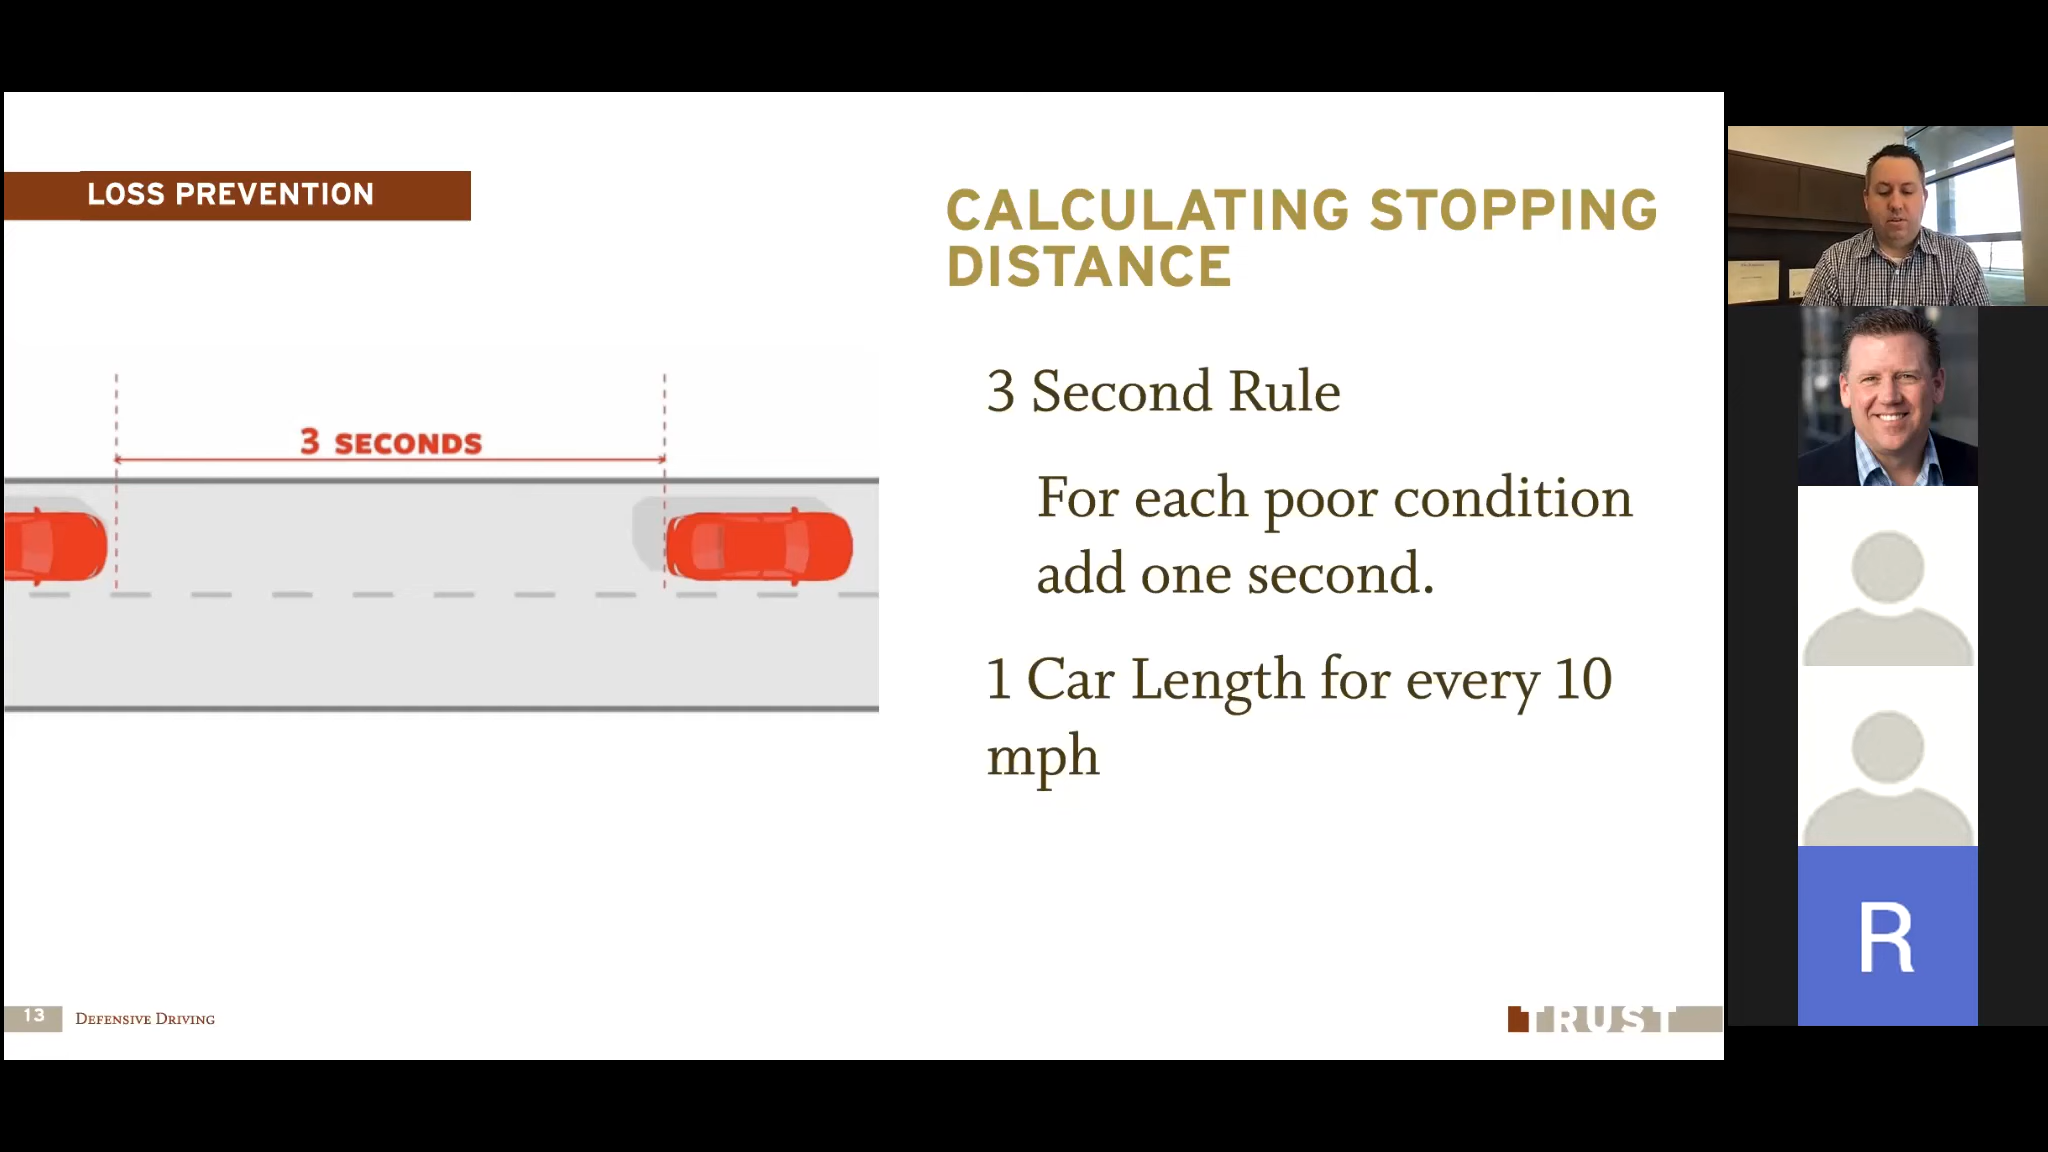 LOSS PREVENTION
CALCULATING STOPPING
DISTANCE
3 SECONDS
3 Second Rule
For each poor condition
add one second.
1 Car Length for every 10
mph
13
DEFENSIVE DRIVING
TRUST
R